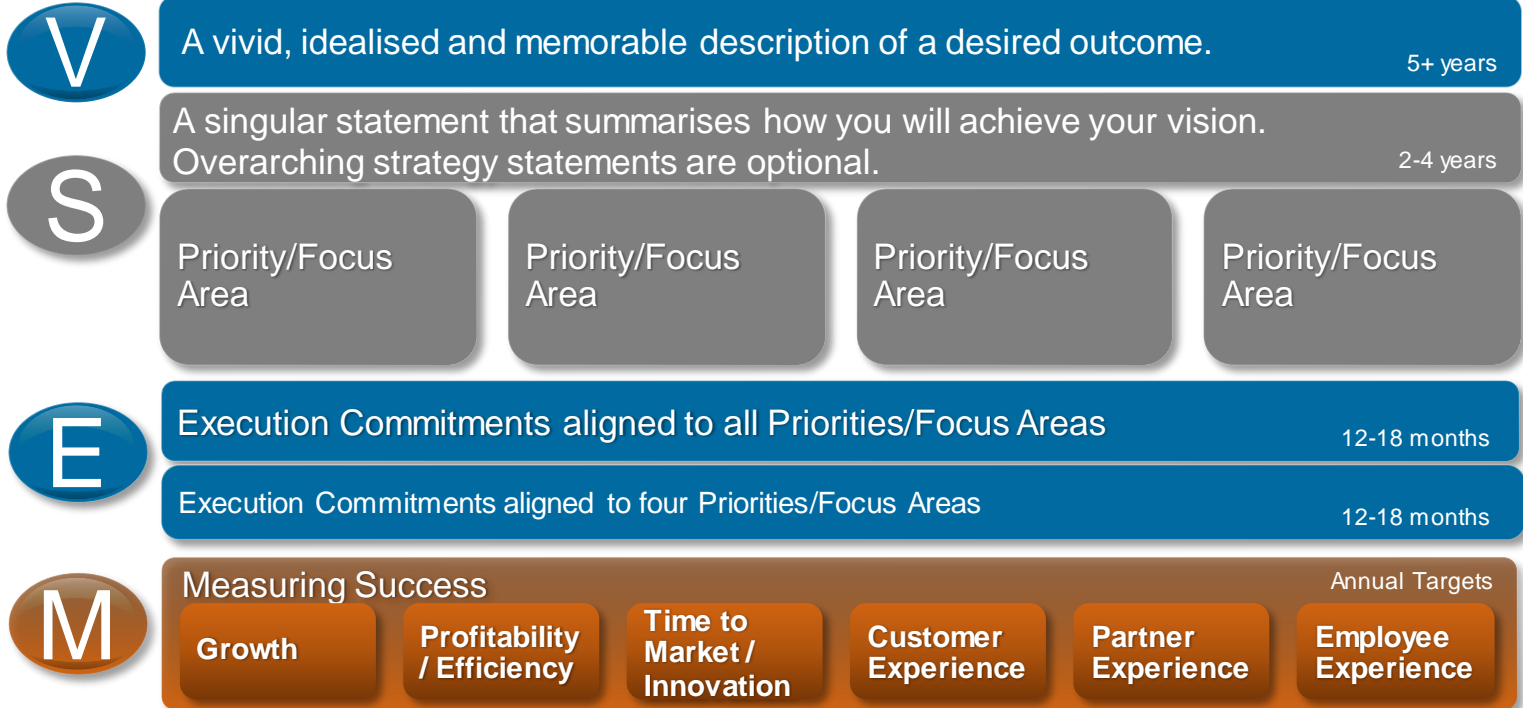 V
A vivid, idealised and memorable description of a desired outcome.
5+ years
S
A singular statement that summarises how you will achieve your vision.
Overarching strategy statements are optional.
2-4 years
Priority/Focus
Area
Priority/Focus
Area
Priority/Focus
Area
Priority/Focus
Area
E
Execution Commitments aligned to all Priorities/Focus Areas
12-18 months
Execution Commitments aligned to four Priorities/Focus Areas
12-18 months
M
Measuring Success
Annual Targets
Growth
Profitability
/ Efficiency
Time to
Market /
Innovation
Customer
Experience
Partner
Experience
Employee
Experience